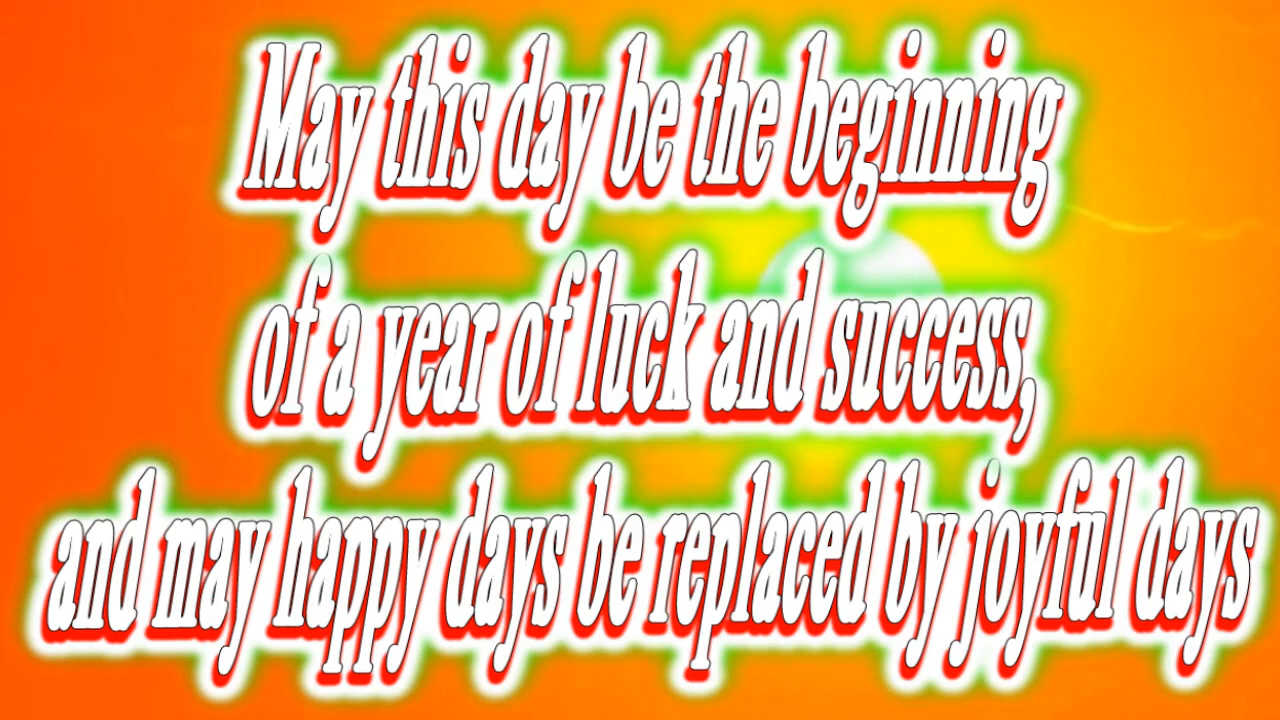 May this day be the beginning
of a year of luck and success,
and may happy days be replaced by joyful days